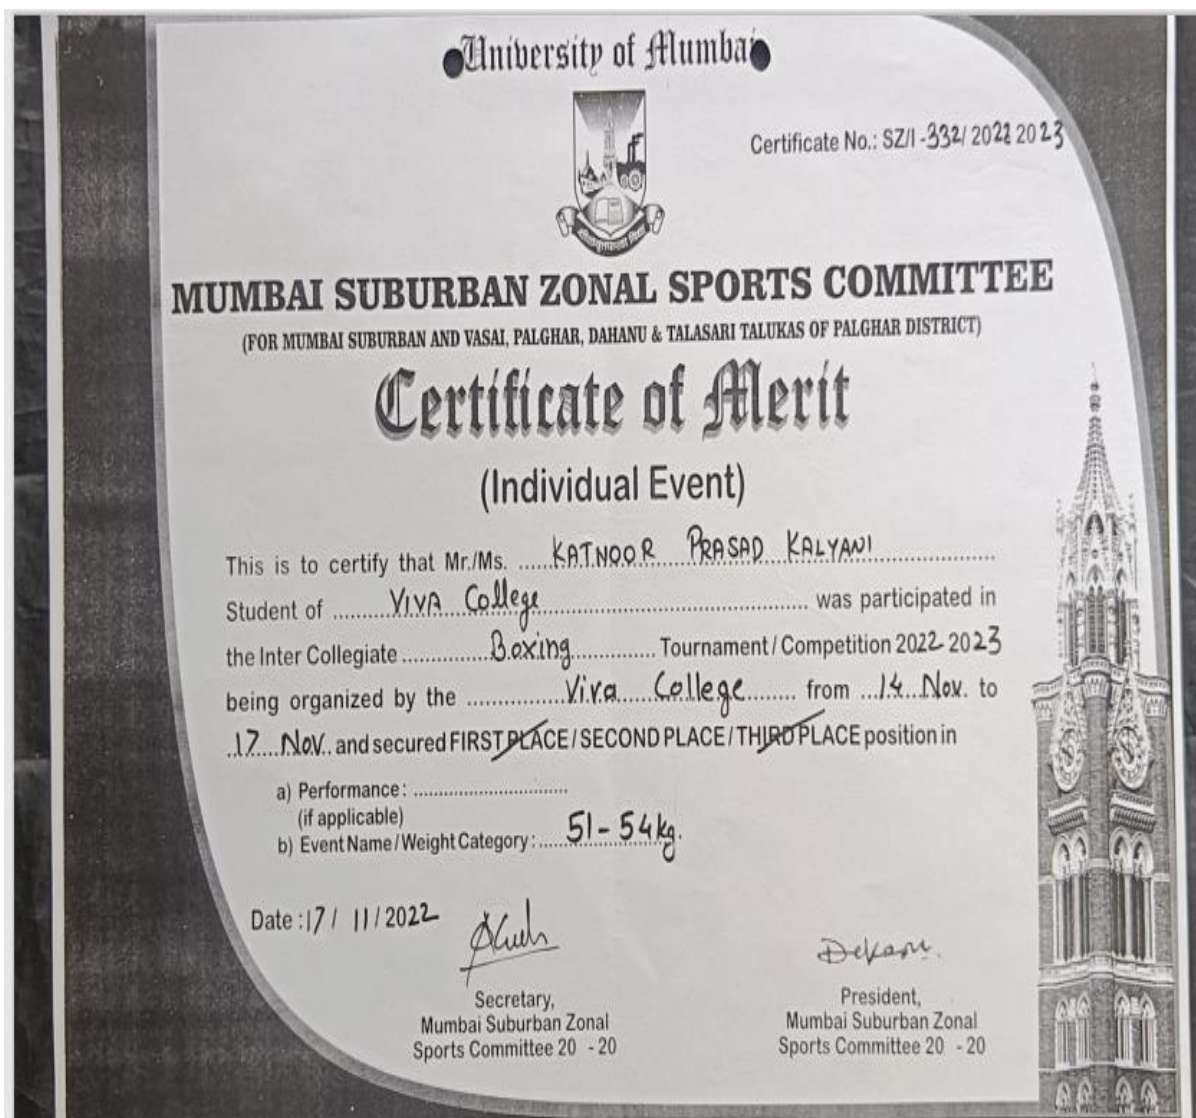 University of Mumbai
Certificate No.: SZ/I-332/ 2022 2023
MUMBAI SUBURBAN ZONAL SPORTS COMMITTEE
(FOR MUMBAI SUBURBAN AND VASAI, PALGHAR, DAHANU & TALASARI TALUKAS OF PALGHAR DISTRICT)
Certificate of Merit
(Individual Event)
This is to certify that Mr./Ms. KATNOOR PRASAD KALYANI
Student of VIVA College was participated in
the Inter Collegiate Boxing Tournament / Competition 2022 2023
being organized by the Viva College from 14 Nov. to
17 Nov. and secured FIRST PLACE / SECOND PLACE / THIRD PLACE position in
a) Performance :
(if applicable)
b) Event Name / Weight Category : 51-54kg.
Date : 17 / 11 / 2022
Secretary,
Mumbai Suburban Zonal
Sports Committee 20 - 20
President,
Mumbai Suburban Zonal
Sports Committee 20 - 20